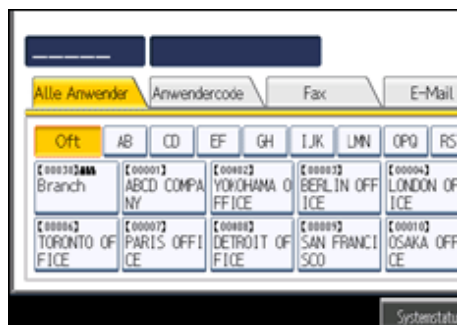 Alle Anwender Anwendercode Fax E-Mail
Oft AB CD EF GH IJK LMN OPQ RS
[00038] [00001] [00002] [00003] [00004]
Branch ABCD COMPA YOKOHAMA O BERLIN OFF LONDON OF
NY FFICE ICE ICE
[00006] [00007] [00008] [00009] [00010]
TORONTO OF PARIS OFFI DETROIT OF SAN FRANCI OSAKA OFF
FICE CE FICE SCO CE
Systemstatu